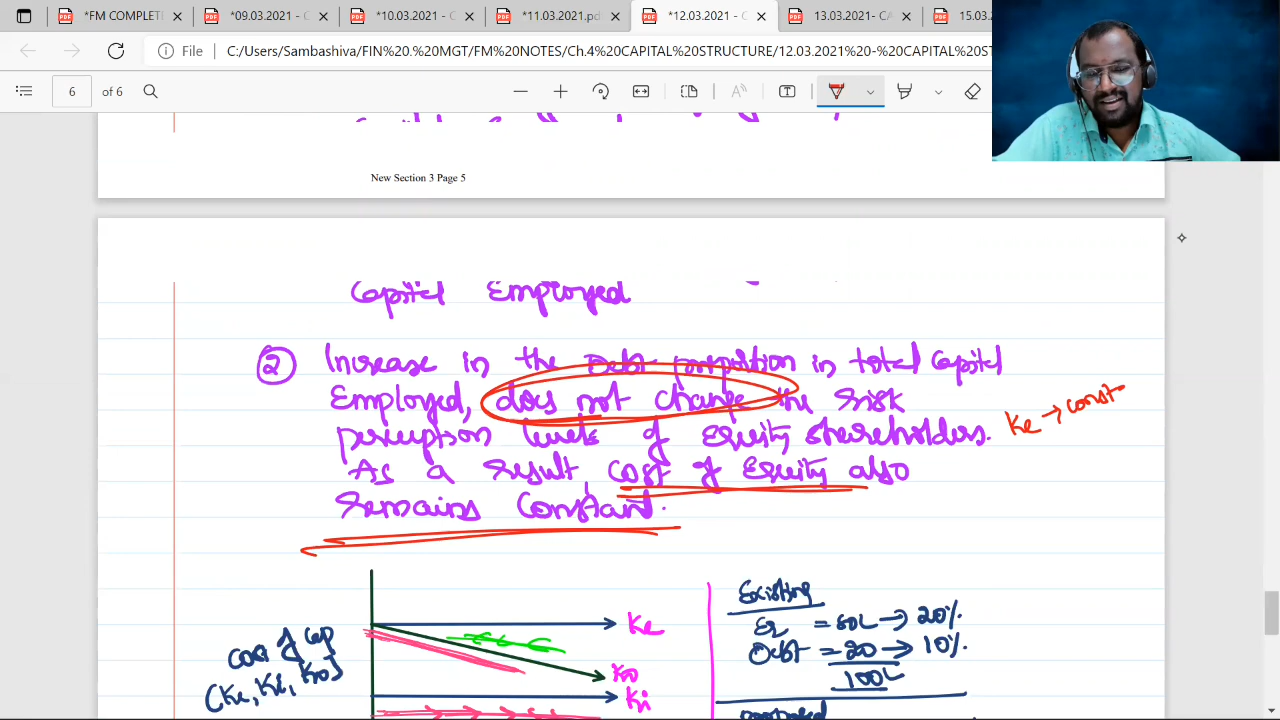 *FM COMPLETE
*09.03.2021 - C
*10.03.2021 - C
*11.03.2021.pd
*12.03.2021 - C
13.03.2021- CA
15.03
File
C:/Users/Sambashiva/FIN%20.%20MGT/FM%20NOTES/Ch.4%20CAPITAL%20STRUCTURE/12.03.2021%20-%20CAPITAL%20ST
6 of 6
New Section 3 Page 5
Capital Employed
② Increase in the Debt proportion in total Capital
Employed, does not change the risk
perception levels of Equity shareholders.
As a result, cost of Equity also
remains Constant.
Ke → const
cost of cap
(Ke, Ki, Ko)
Ke
Ko
Ki
Existing
Eq = 80L → 20%
Debt = 20 → 10%
100L